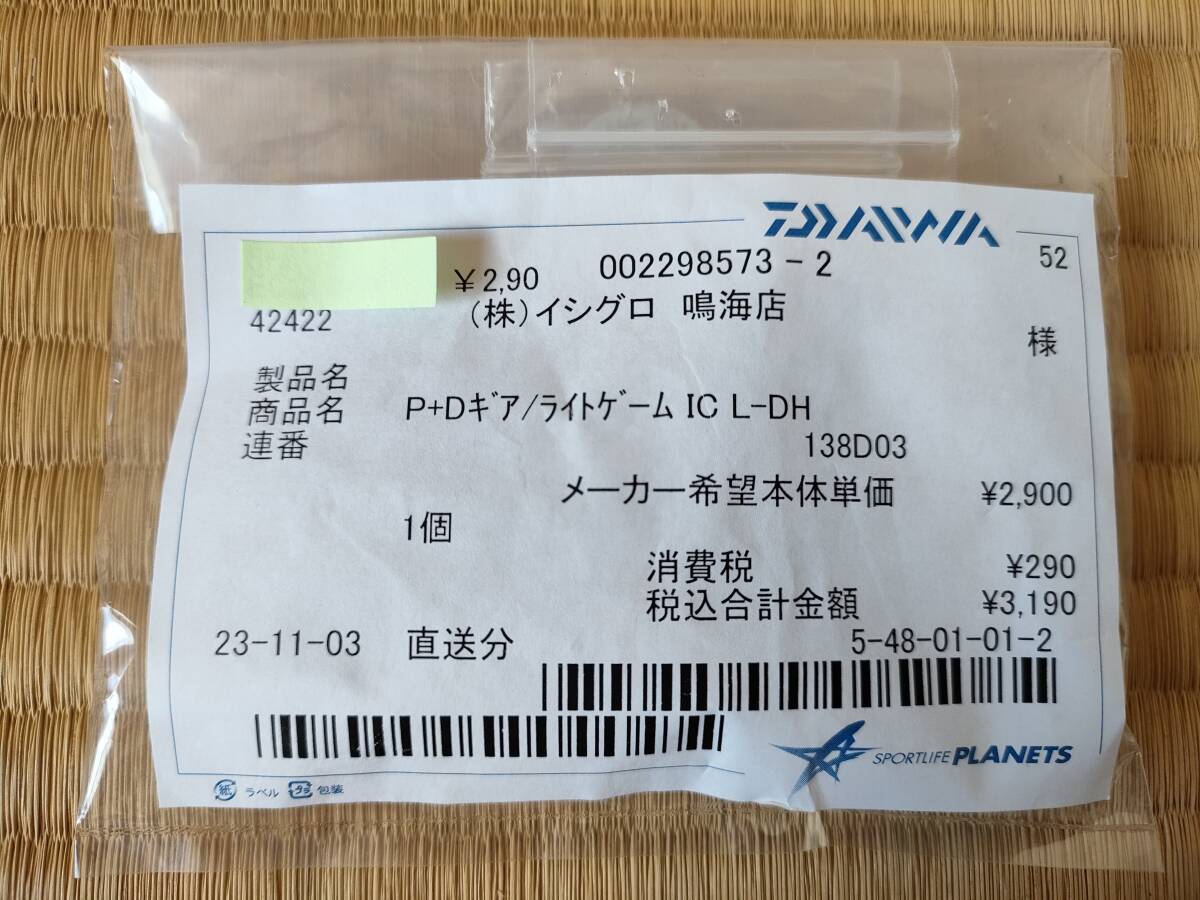 DAIWA
¥2,90 002298573-2 52
42422 (株)イシグロ 鳴海店
様
製品名
商品名 P+Dギア/ライトゲーム IC L-DH
連番 138D03
メーカー希望本体単価 ¥2,900
1個
消費税 ¥290
税込合計金額 ¥3,190
23-11-03 直送分 5-48-01-01-2
SPORTLIFE PLANETS
紙 ラベル プラ 包装